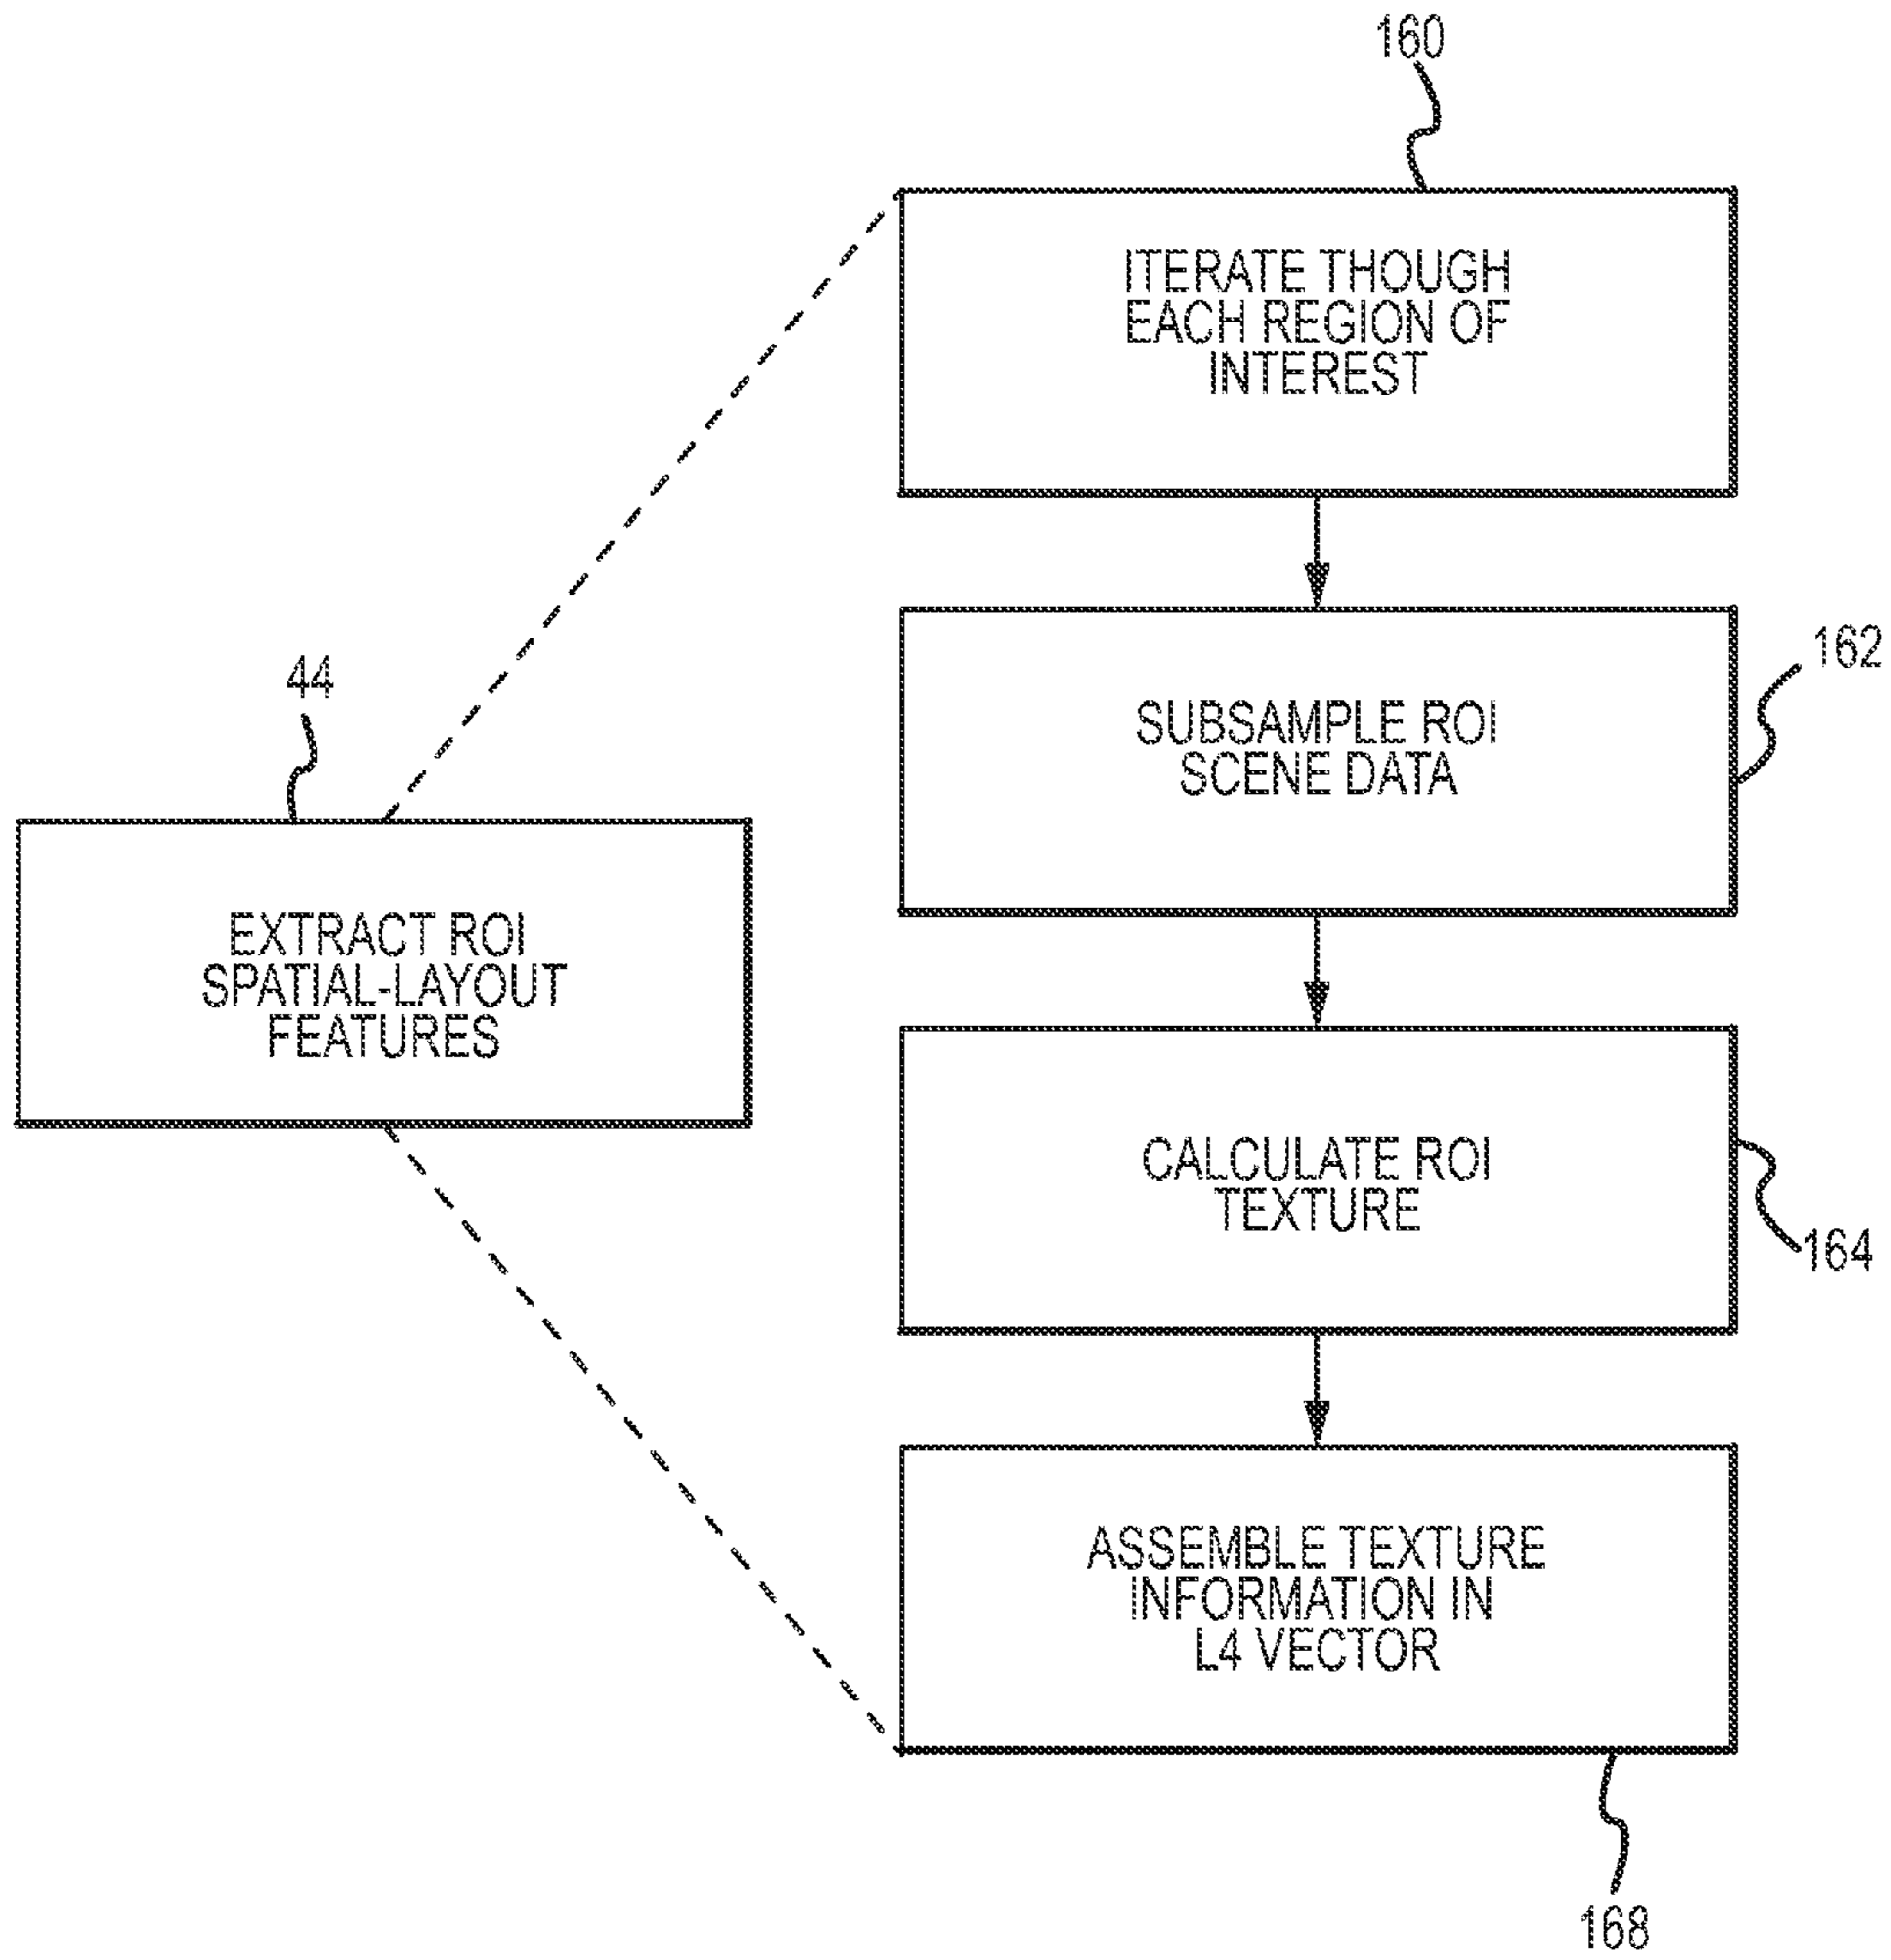 160
ITERATE THOUGH
EACH REGION OF
INTEREST
162
SUBSAMPLE ROI
SCENE DATA
44
EXTRACT ROI
SPATIAL-LAYOUT
FEATURES
CALCULATE ROI
TEXTURE
164
ASSEMBLE TEXTURE
INFORMATION IN
L4 VECTOR
168